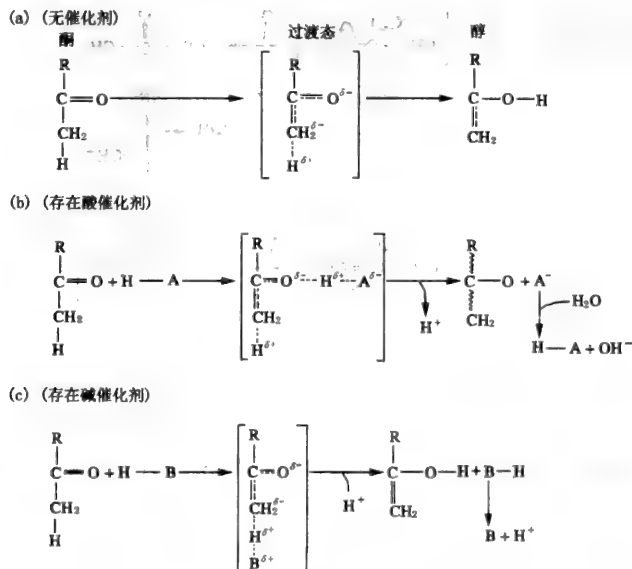 (a) (无催化剂)
酮 过渡态 醇
R R R
C=O C=O^δ- C—O—H
CH₂ CH₂^δ- CH₂
H H^δ+
(b) (存在酸催化剂)
R R R
C=O + H—A C=O^δ- H^δ+ A^δ- C—O + A⁻
CH₂ CH₂ H⁺ CH₂ H₂O
H H^δ+ H—A + OH⁻
(c) (存在碱催化剂)
R R R
C=O + H—B C—O^δ- C—O—H + B—H
CH₂ CH₂^δ- H⁺ CH₂
H H^δ+ B + H⁺
B^δ+